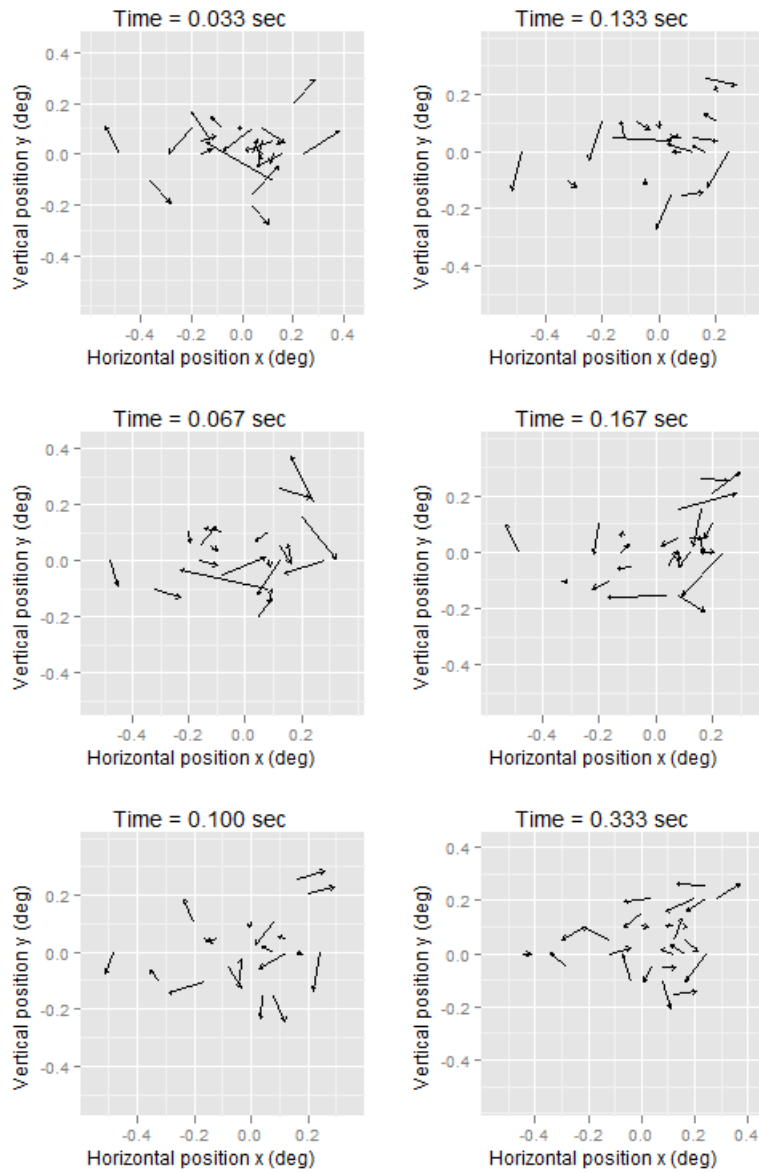 Time = 0.033 sec
0.4
0.2
0.0
-0.2
-0.4
Vertical position y (deg)
-0.4 -0.2 0.0 0.2 0.4
Horizontal position x (deg)
Time = 0.133 sec
0.2
0.0
-0.2
-0.4
Vertical position y (deg)
-0.4 -0.2 0.0 0.2
Horizontal position x (deg)
Time = 0.067 sec
0.4
0.2
0.0
-0.2
-0.4
Vertical position y (deg)
-0.4 -0.2 0.0 0.2
Horizontal position x (deg)
Time = 0.167 sec
0.2
0.0
-0.2
-0.4
Vertical position y (deg)
-0.4 -0.2 0.0 0.2
Horizontal position x (deg)
Time = 0.100 sec
0.2
0.0
-0.2
-0.4
Vertical position y (deg)
-0.4 -0.2 0.0 0.2
Horizontal position x (deg)
Time = 0.333 sec
0.4
0.2
0.0
-0.2
-0.4
Vertical position y (deg)
-0.4 -0.2 0.0 0.2 0.4
Horizontal position x (deg)